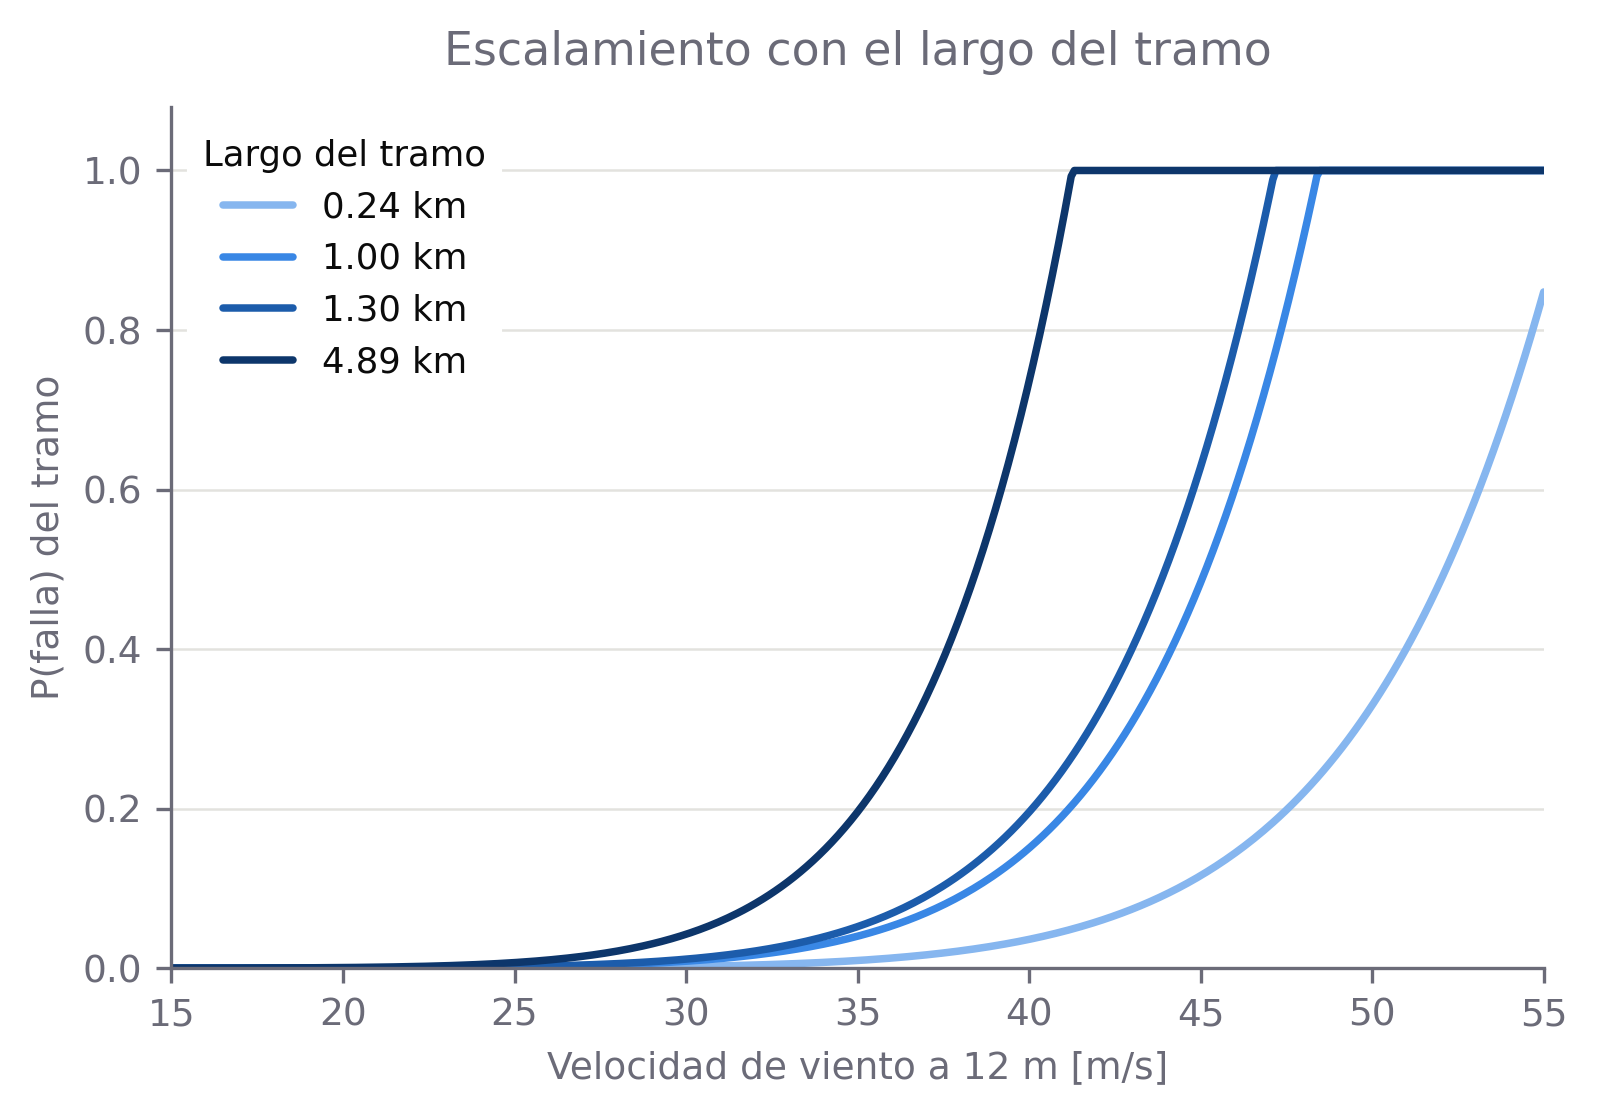 Escalamiento con el largo del tramo
Largo del tramo
0.24 km
1.00 km
1.30 km
4.89 km
P(falla) del tramo
1.0
0.8
0.6
0.4
0.2
0.0
15 20 25 30 35 40 45 50 55
Velocidad de viento a 12 m [m/s]